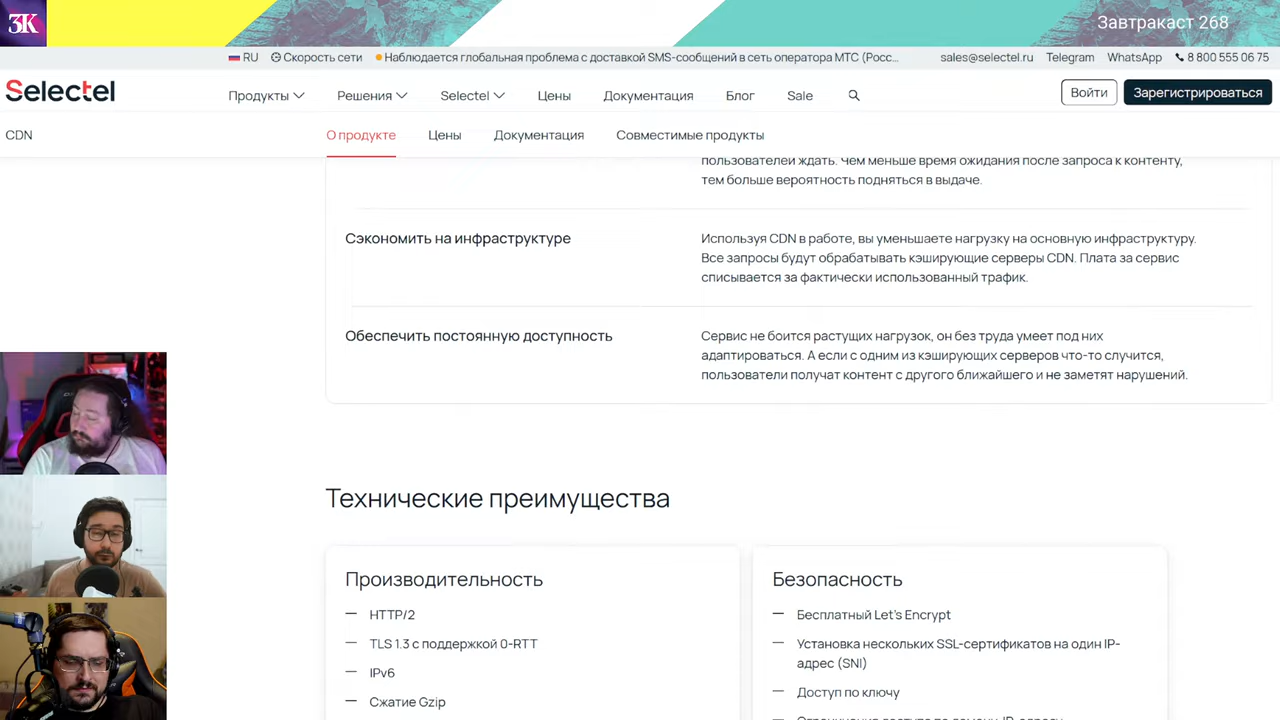 ЗК
Завтракаст 268
RU
Скорость сети
Наблюдается глобальная проблема с доставкой SMS-сообщений в сеть оператора МТС (Росс...
sales@selectel.ru
Telegram
WhatsApp
8 800 555 06 75
Selectel
Продукты
Решения
Selectel
Цены
Документация
Блог
Sale
Войти
Зарегистрироваться
CDN
О продукте
Цены
Документация
Совместимые продукты
пользователей ждать. Чем меньше время ожидания после запроса к контенту,
тем больше вероятность подняться в выдаче.
Сэкономить на инфраструктуре
Используя CDN в работе, вы уменьшаете нагрузку на основную инфраструктуру.
Все запросы будут обрабатывать кэширующие серверы CDN. Плата за сервис
списывается за фактически использованный трафик.
Обеспечить постоянную доступность
Сервис не боится растущих нагрузок, он без труда умеет под них
адаптироваться. А если с одним из кэширующих серверов что-то случится,
пользователи получат контент с другого ближайшего и не заметят нарушений.
Технические преимущества
Производительность
— HTTP/2
— TLS 1.3 с поддержкой 0-RTT
— IPv6
— Сжатие Gzip
Безопасность
— Бесплатный Let's Encrypt
— Установка нескольких SSL-сертификатов на один IP-
адрес (SNI)
— Доступ по ключу